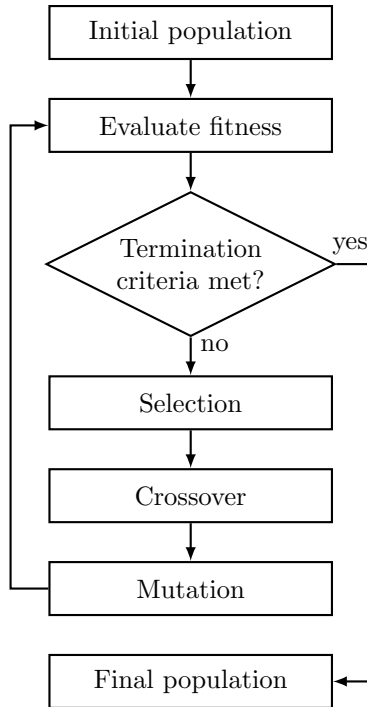 Initial population
Evaluate fitness
Termination
criteria met?
yes
no
Selection
Crossover
Mutation
Final population